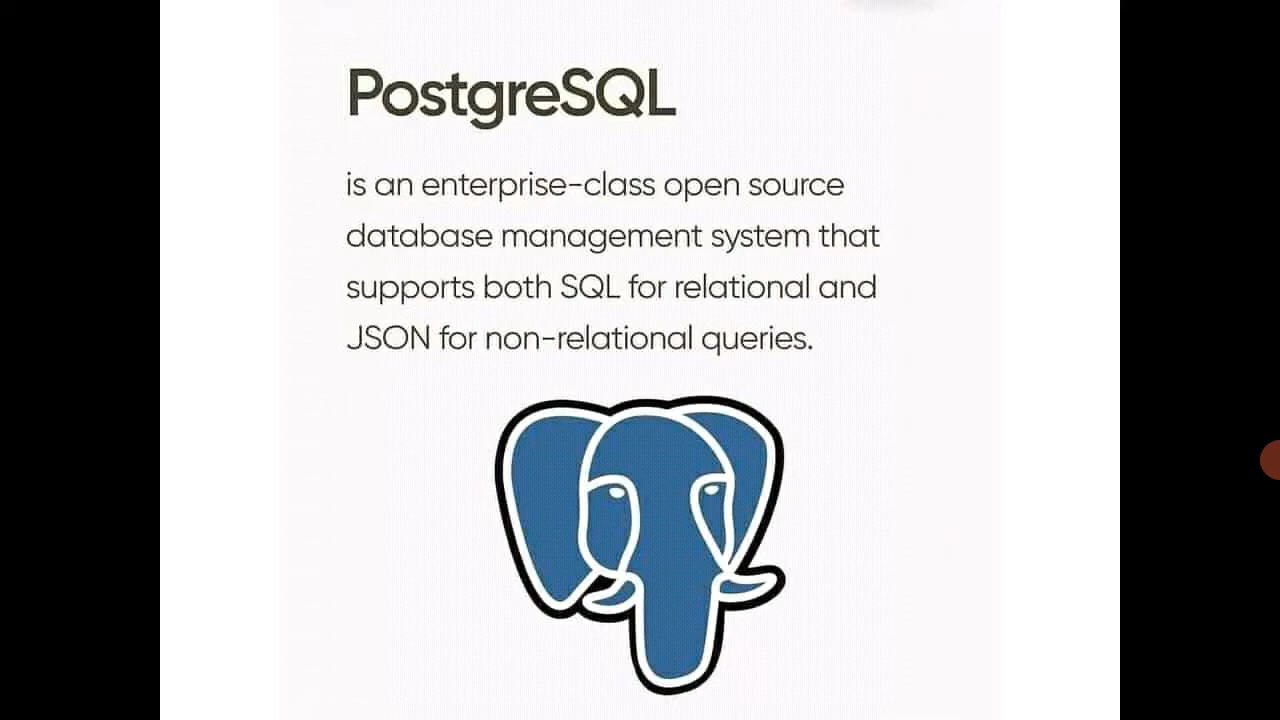 PostgreSQL
is an enterprise-class open source
database management system that
supports both SQL for relational and
JSON for non-relational queries.